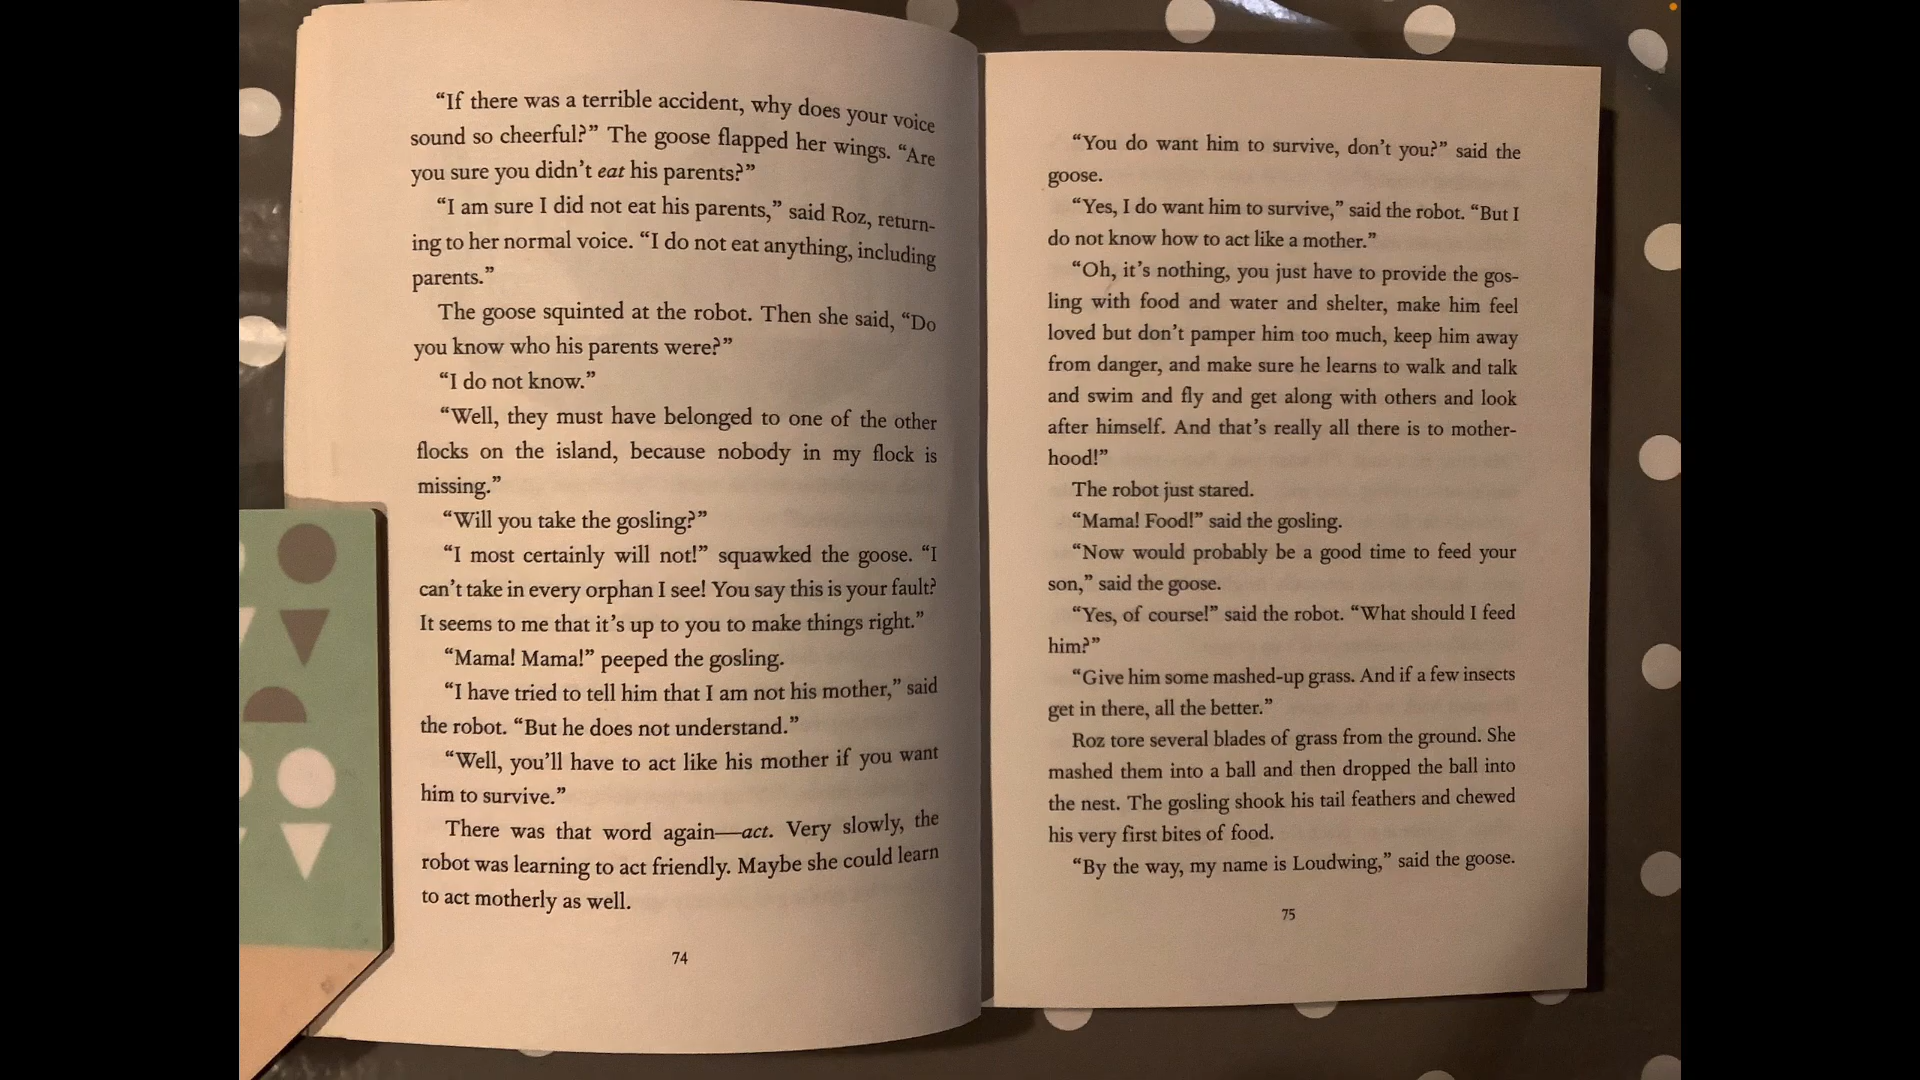 “If there was a terrible accident, why does your voice
sound so cheerful?” The goose flapped her wings. “Are
you sure you didn’t eat his parents?”
“I am sure I did not eat his parents,” said Roz, return-
ing to her normal voice. “I do not eat anything, including
parents.”
The goose squinted at the robot. Then she said, “Do
you know who his parents were?”
“I do not know.”
“Well, they must have belonged to one of the other
flocks on the island, because nobody in my flock is
missing.”
“Will you take the gosling?”
“I most certainly will not!” squawked the goose. “I
can’t take in every orphan I see! You say this is your fault?
It seems to me that it’s up to you to make things right.”
“Mama! Mama!” peeped the gosling.
“I have tried to tell him that I am not his mother,” said
the robot. “But he does not understand.”
“Well, you’ll have to act like his mother if you want
him to survive.”
There was that word again—act. Very slowly, the
robot was learning to act friendly. Maybe she could learn
to act motherly as well.
74
“You do want him to survive, don’t you?” said the
goose.
“Yes, I do want him to survive,” said the robot. “But I
do not know how to act like a mother.”
“Oh, it’s nothing, you just have to provide the gos-
ling with food and water and shelter, make him feel
loved but don’t pamper him too much, keep him away
from danger, and make sure he learns to walk and talk
and swim and fly and get along with others and look
after himself. And that’s really all there is to mother-
hood!”
The robot just stared.
“Mama! Food!” said the gosling.
“Now would probably be a good time to feed your
son,” said the goose.
“Yes, of course!” said the robot. “What should I feed
him?”
“Give him some mashed-up grass. And if a few insects
get in there, all the better.”
Roz tore several blades of grass from the ground. She
mashed them into a ball and then dropped the ball into
the nest. The gosling shook his tail feathers and chewed
his very first bites of food.
“By the way, my name is Loudwing,” said the goose.
75